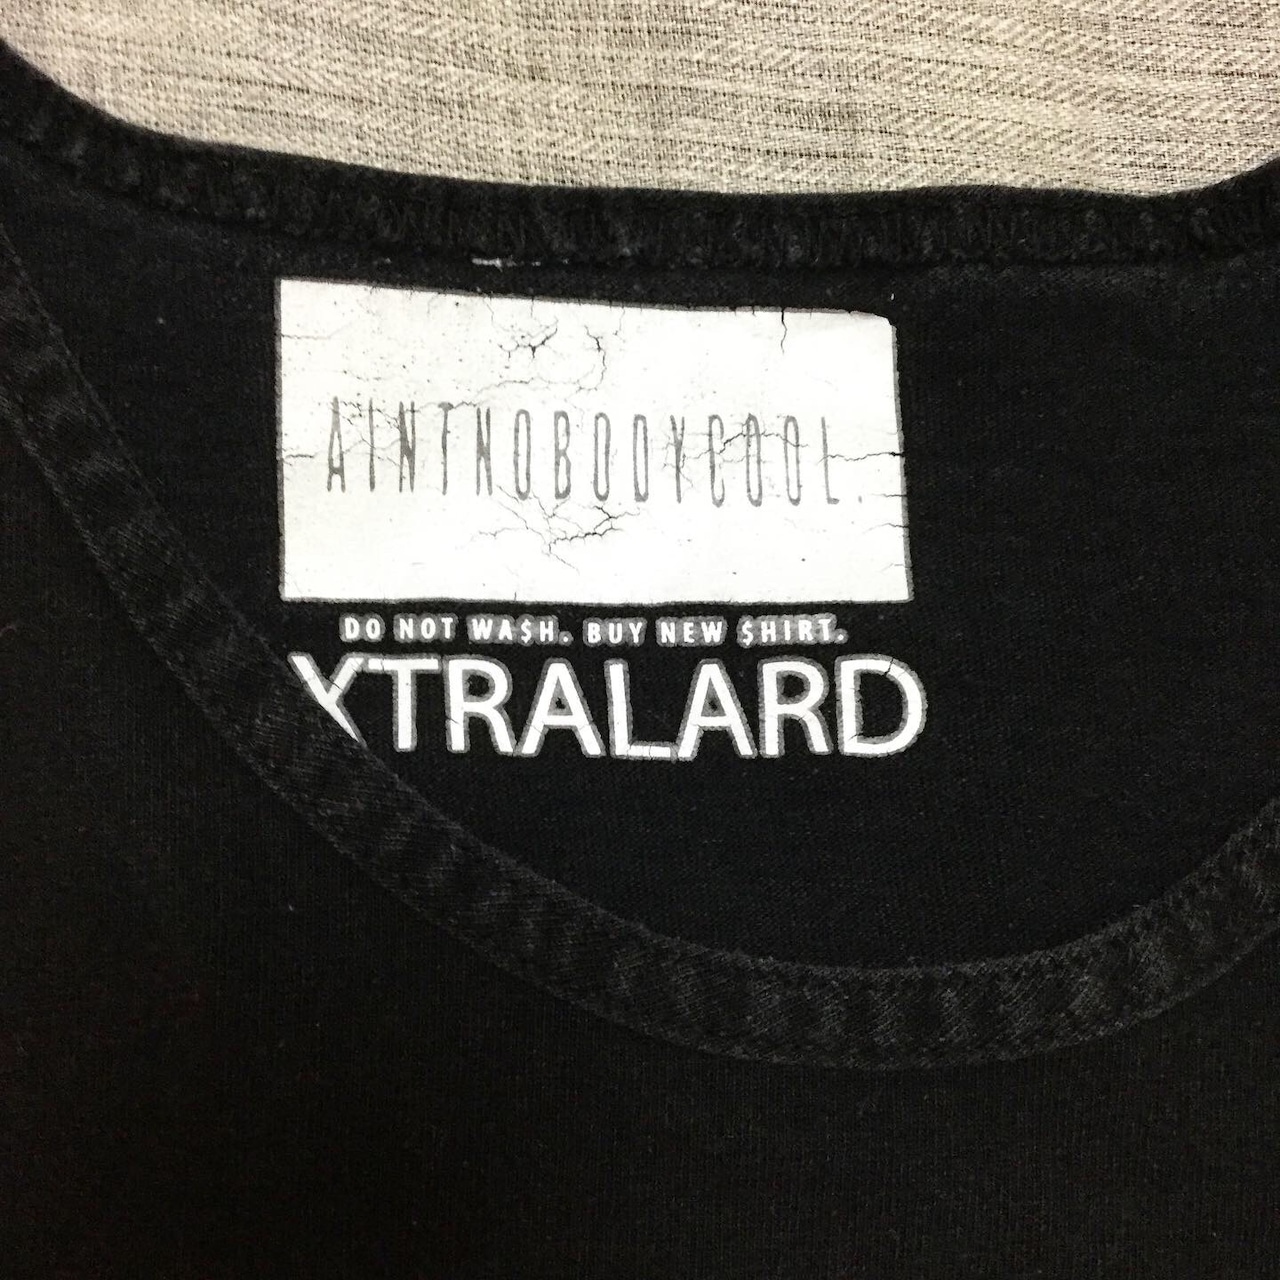 AINTNOBODYCOOL.
DO NOT WA$H. BUY NEW $HIRT.
XTRALARD